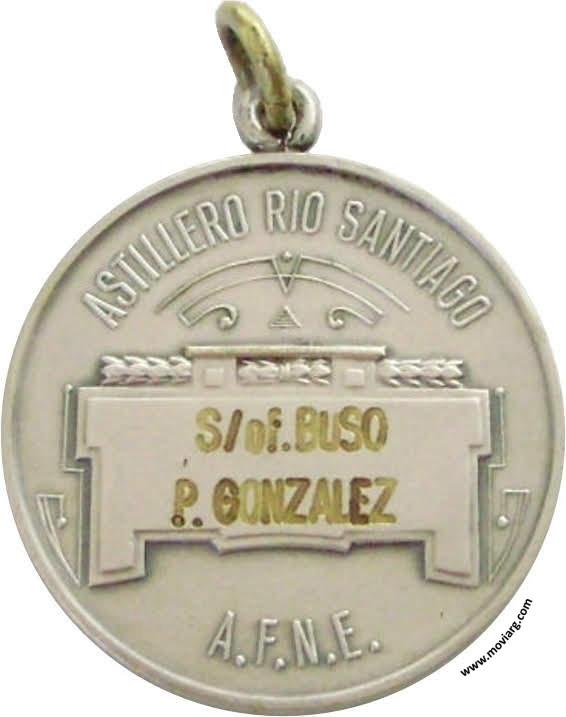 ASTILLERO RIO SANTIAGO
S/of.BUSO
P. GONZALEZ
A.F.N.E.
www.moviarg.com